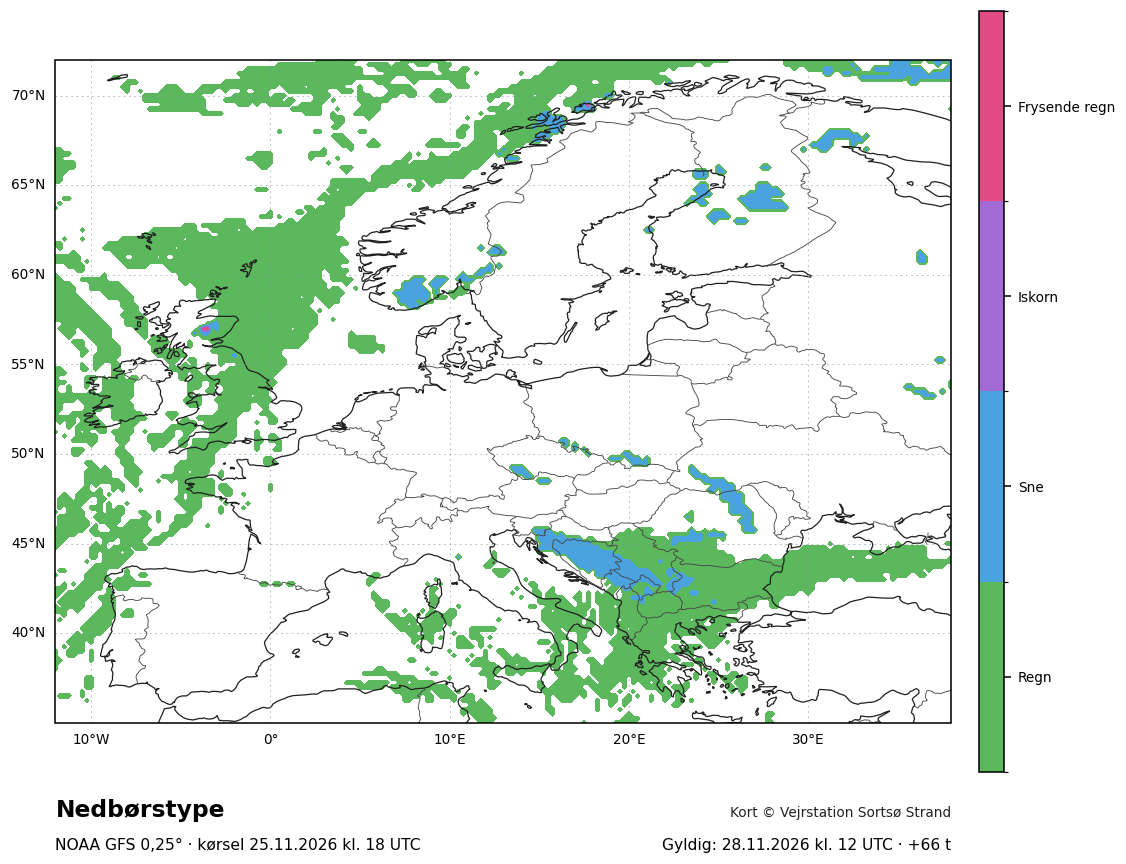 70°N
65°N
60°N
55°N
50°N
45°N
40°N
10°W
0°
10°E
20°E
30°E
Frysende regn
Iskorn
Sne
Regn
Nedbørstype
Kort © Vejrstation Sortsø Strand
NOAA GFS 0,25° · kørsel 25.11.2026 kl. 18 UTC
Gyldig: 28.11.2026 kl. 12 UTC · +66 t